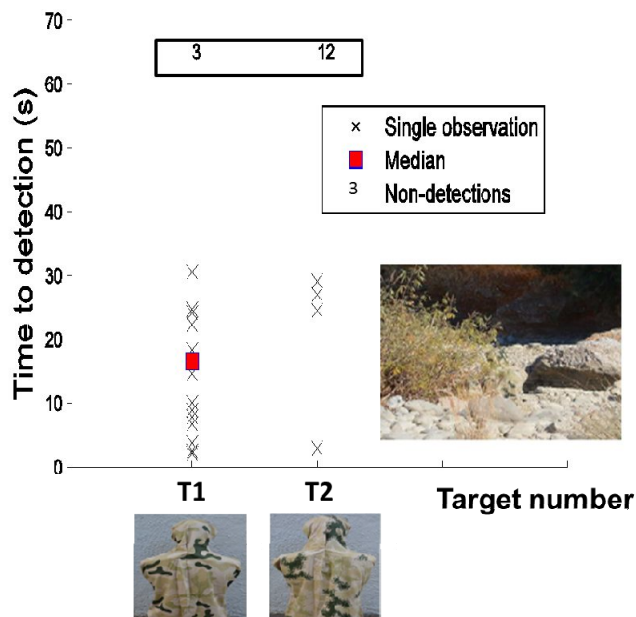 70
3 12
60
50
× Single observation
Median
3 Non-detections
40
30
20
10
0
Time to detection (s)
T1 T2
Target number